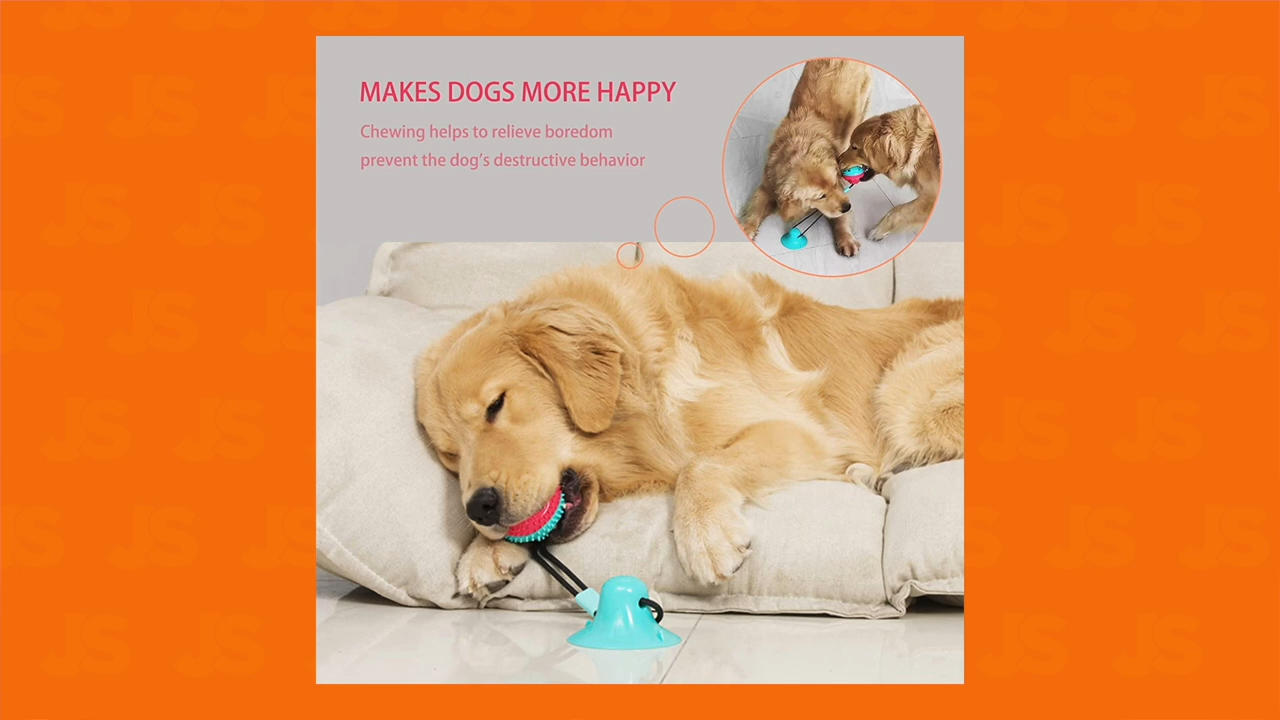 MAKES DOGS MORE HAPPY
Chewing helps to relieve boredom
prevent the dog's destructive behavior